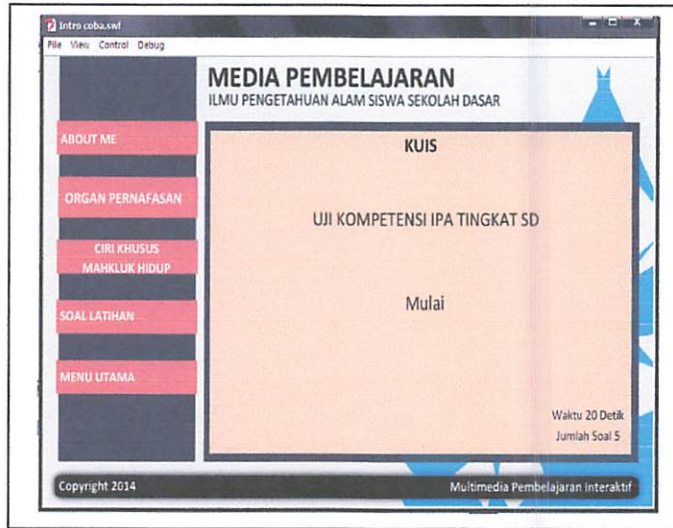 Intro coba.swf
File View Control Debug
MEDIA PEMBELAJARAN
ILMU PENGETAHUAN ALAM SISWA SEKOLAH DASAR
ABOUT ME
ORGAN PERNAFASAN
CIRI KHUSUS
MAHKLUK HIDUP
SOAL LATIHAN
MENU UTAMA
KUIS
UJI KOMPETENSI IPA TINGKAT SD
Mulai
Waktu 20 Detik
Jumlah Soal 5
Copyright 2014
Multimedia Pembelajaran Interaktif